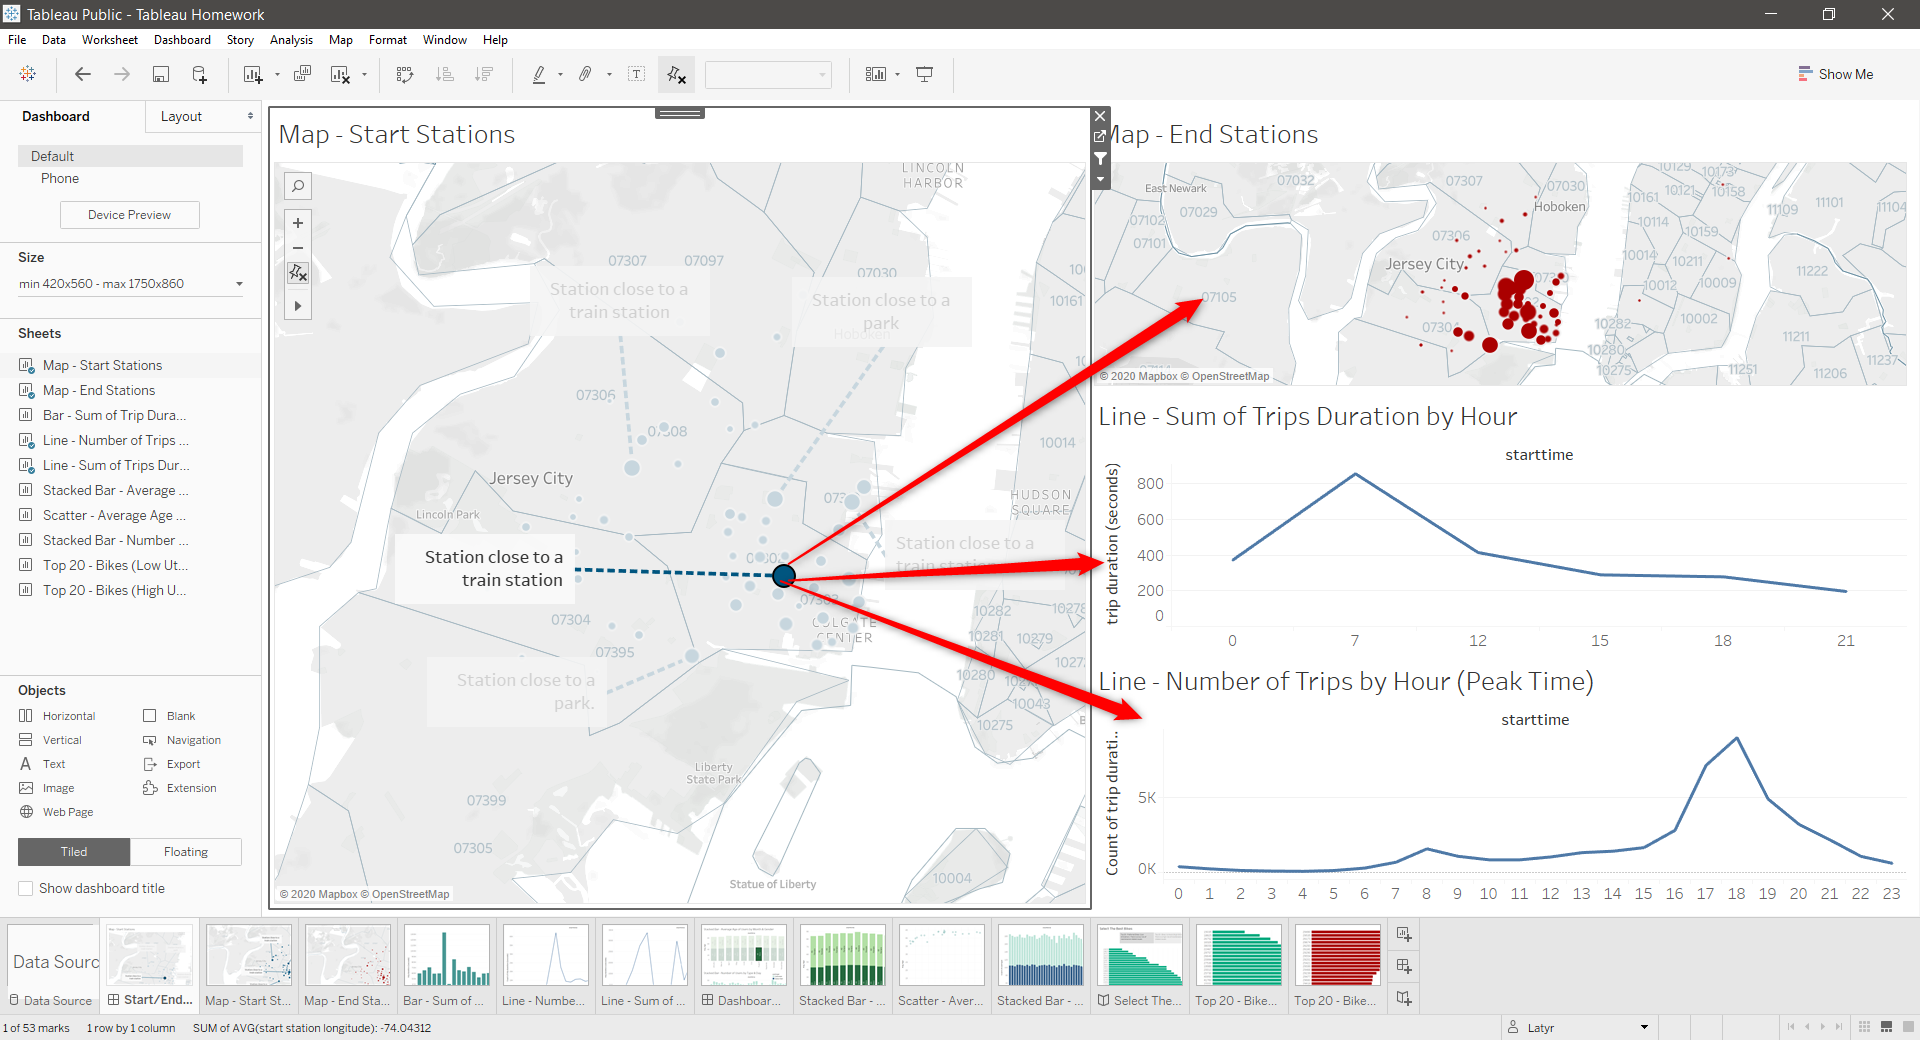 Tableau Public - Tableau Homework
File Data Worksheet Dashboard Story Analysis Map Format Window Help
Show Me
Dashboard
Layout
Default
Phone
Device Preview
Size
min 420x560 - max 1750x860
Sheets
Map - Start Stations
Map - End Stations
Bar - Sum of Trip Dura...
Line - Number of Trips ...
Line - Sum of Trips Dur...
Stacked Bar - Average ...
Scatter - Average Age ...
Stacked Bar - Number ...
Top 20 - Bikes (Low Ut...
Top 20 - Bikes (High U...
Objects
Horizontal
Blank
Vertical
Navigation
Text
Export
Image
Extension
Web Page
Tiled
Floating
Show dashboard title
Map - Start Stations
LINCOLN
HARBOR
07307
07097
07030
10161
Station close to a
train station
Station close to a
park
Hoboken
07306
07308
10014
Jersey City
HUDSON
SQUARE
Lincoln Park
Station close to a
train station
Station close to a
train station
07304
COLGATE
CENTER
10282
10278
10281
10279
07395
10280
10043
10275
Station close to a
park.
Liberty
State Park
07399
07305
Statue of Liberty
10004
© 2020 Mapbox © OpenStreetMap
Map - End Stations
East Newark
07032
07307
07030
10129
10173
10161
10163
10158
07029
Hoboken
11109
11101
11104
07102
10114
07101
07306
10159
10014
10211
Jersey City
11222
10012
10009
07105
07304
10282
10002
11211
10280
10275
11251
11206
11237
© 2020 Mapbox © OpenStreetMap
Line - Sum of Trips Duration by Hour
starttime
trip duration (seconds)
800
600
400
200
0
0 7 12 15 18 21
Line - Number of Trips by Hour (Peak Time)
starttime
Count of trip durati..
5K
0K
0 1 2 3 4 5 6 7 8 9 10 11 12 13 14 15 16 17 18 19 20 21 22 23
Data Sourc
Data Source
Start/End...
Map - Start St...
Map - End Sta...
Bar - Sum of ...
Line - Numbe...
Line - Sum of ...
Dashboar...
Stacked Bar - ...
Scatter - Aver...
Stacked Bar - ...
Select The...
Top 20 - Bike...
Top 20 - Bike...
1 of 53 marks 1 row by 1 column SUM of AVG(start station longitude): -74.04312
Latyr